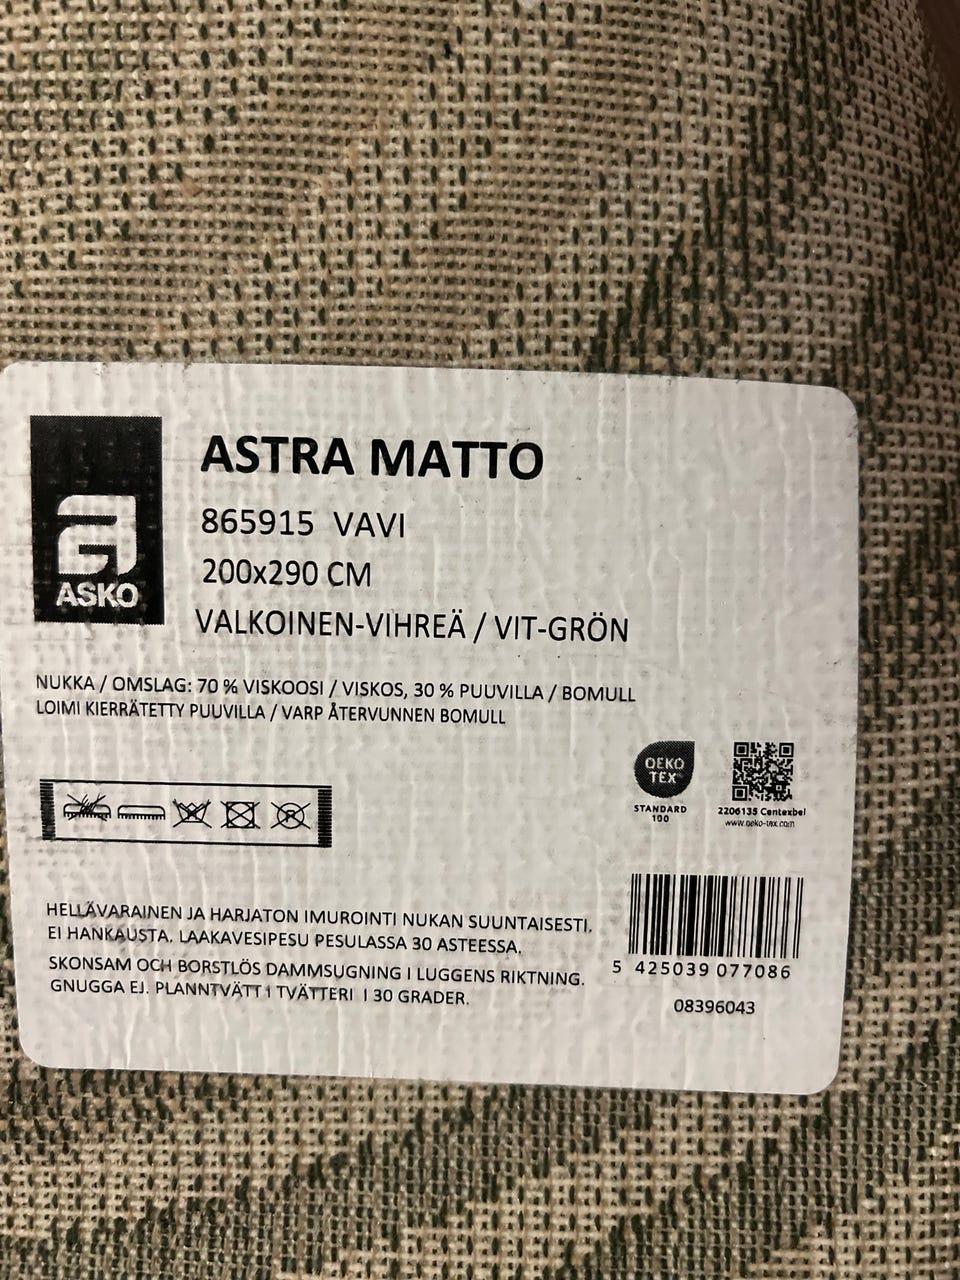 ASKO
ASTRA MATTO
865915 VAVI
200x290 CM
VALKOINEN-VIHREÄ / VIT-GRÖN
NUKKA / OMSLAG: 70 % VISKOOSI / VISKOS, 30 % PUUVILLA / BOMULL
LOIMI KIERRÄTETTY PUUVILLA / VARP ÅTERVUNNEN BOMULL
OEKO
TEX
STANDARD
100
2206135 Centexbel
www.oeko-tex.com
HELLÄVARAINEN JA HARJATON IMUROINTI NUKAN SUUNTAISESTI.
EI HANKAUSTA. LAAKAVESIPESU PESULASSA 30 ASTEESSA.
SKONSAM OCH BORSTLÖS DAMMSUGNING I LUGGENS RIKTNING.
GNUGGA EJ. PLANNTVÄTT I TVÄTTERI I 30 GRADER.
5 425039 077086
08396043